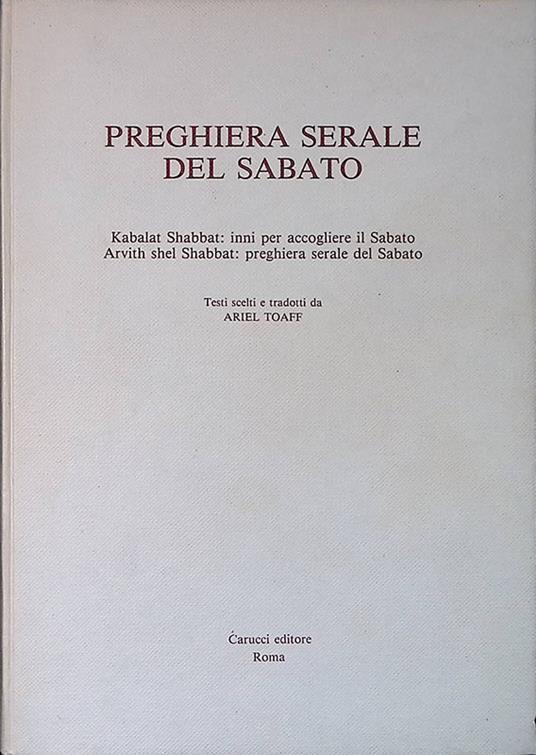 PREGHIERA SERALE
DEL SABATO
Kabalat Shabbat: inni per accogliere il Sabato
Arvith shel Shabbat: preghiera serale del Sabato
Testi scelti e tradotti da
ARIEL TOAFF
Carucci editore
Roma